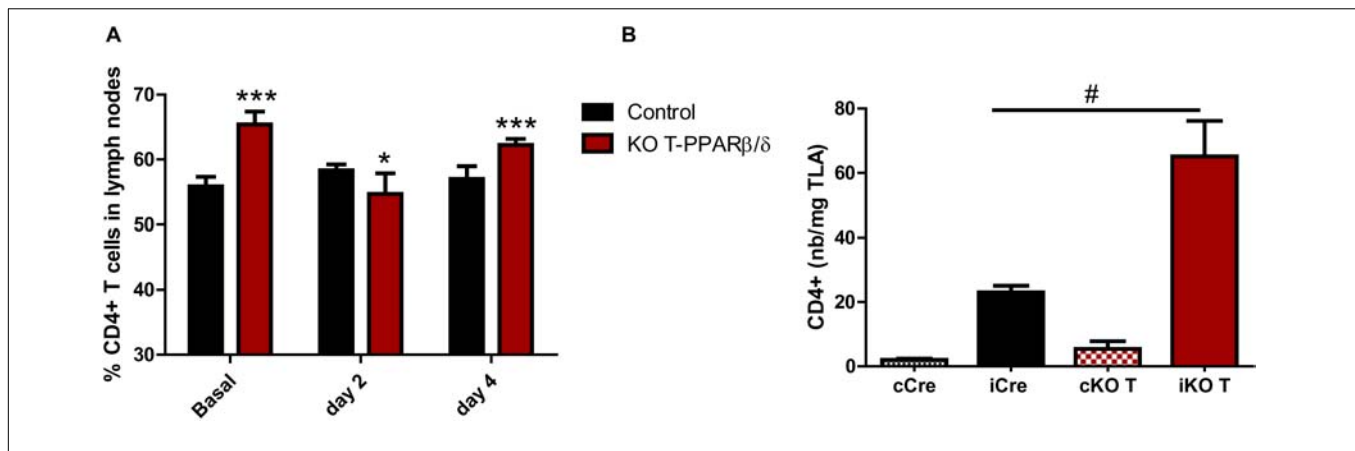 A
B
% CD4+ T cells in lymph nodes
70
60
50
40
30
***
*
***
Basal
day 2
day 4
Control
KO T-PPARβ/δ
CD4+ (nb/mg TLA)
80
60
40
20
0
#
cCre
iCre
cKO T
iKO T